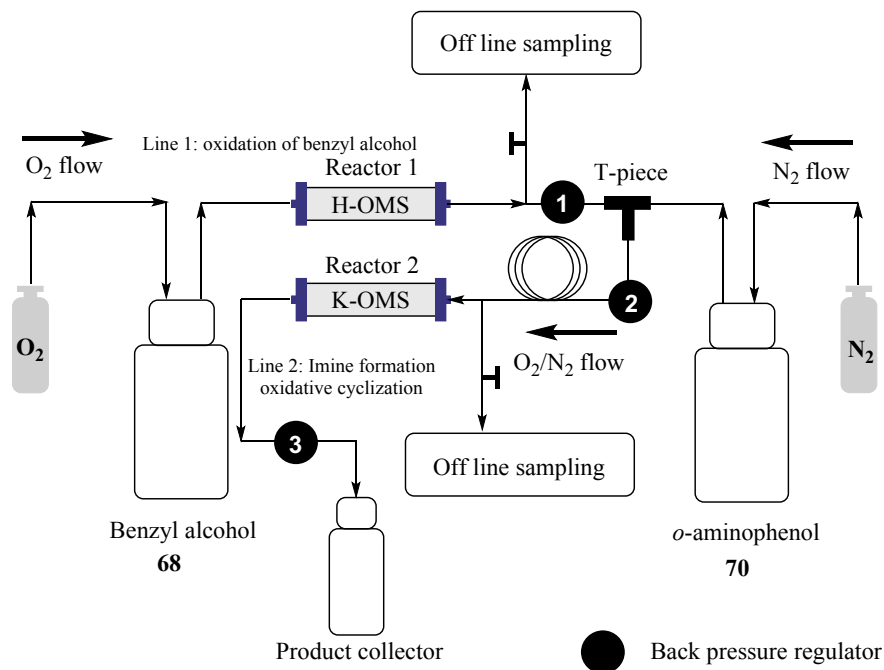 Off line sampling
O2 flow
Line 1: oxidation of benzyl alcohol
Reactor 1
H-OMS
1
T-piece
N2 flow
Reactor 2
K-OMS
2
O2
O2/N2 flow
N2
Line 2: Imine formation
oxidative cyclization
3
Off line sampling
Benzyl alcohol
68
o-aminophenol
70
Product collector
Back pressure regulator